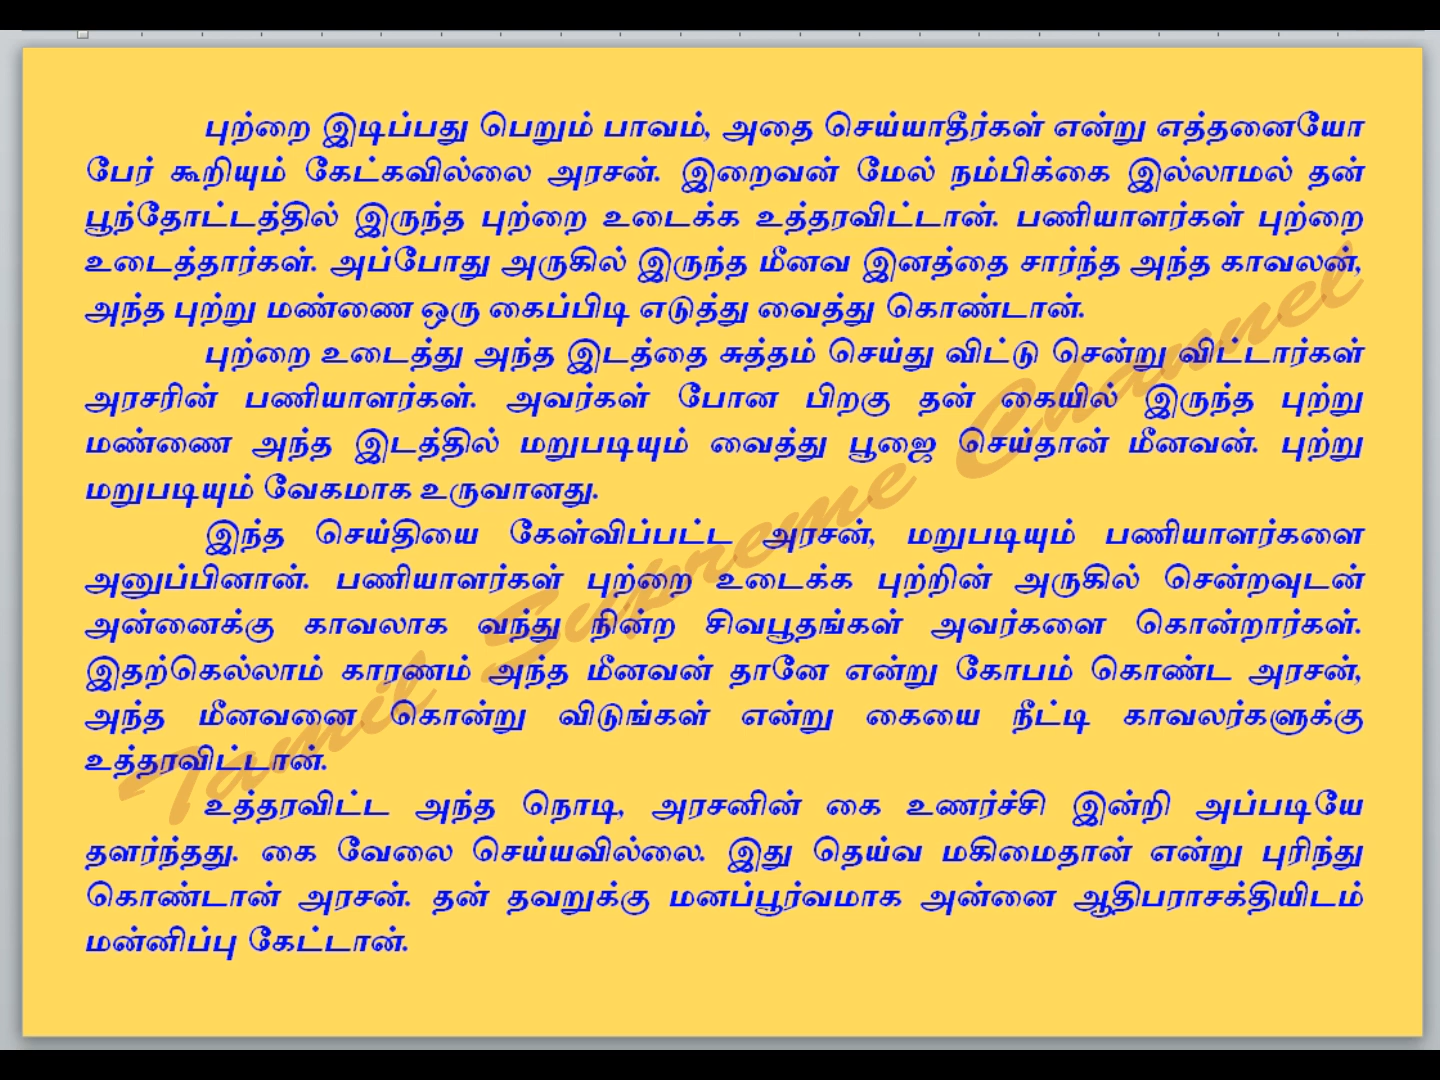 புற்றை இடிப்பது பெறும் பாவம், அதை செய்யாதீர்கள் என்று எத்தனையோ
பேர் கூறியும் கேட்கவில்லை அரசன். இறைவன் மேல் நம்பிக்கை இல்லாமல் தன்
பூந்தோட்டத்தில் இருந்த புற்றை உடைக்க உத்தரவிட்டான். பணியாளர்கள் புற்றை
உடைத்தார்கள். அப்போது அருகில் இருந்த மீனவ இனத்தை சார்ந்த அந்த காவலன்,
அந்த புற்று மண்ணை ஒரு கைப்பிடி எடுத்து வைத்து கொண்டான்.
புற்றை உடைத்து அந்த இடத்தை சுத்தம் செய்து விட்டு சென்று விட்டார்கள்
அரசரின் பணியாளர்கள். அவர்கள் போன பிறகு தன் கையில் இருந்த புற்று
மண்ணை அந்த இடத்தில் மறுபடியும் வைத்து பூஜை செய்தான் மீனவன். புற்று
மறுபடியும் வேகமாக உருவானது.
இந்த செய்தியை கேள்விப்பட்ட அரசன், மறுபடியும் பணியாளர்களை
அனுப்பினான். பணியாளர்கள் புற்றை உடைக்க புற்றின் அருகில் சென்றவுடன்
அன்னைக்கு காவலாக வந்து நின்ற சிவபூதங்கள் அவர்களை கொன்றார்கள்.
இதற்கெல்லாம் காரணம் அந்த மீனவன் தானே என்று கோபம் கொண்ட அரசன்,
அந்த மீனவனை கொன்று விடுங்கள் என்று கையை நீட்டி காவலர்களுக்கு
உத்தரவிட்டான்.
உத்தரவிட்ட அந்த நொடி, அரசனின் கை உணர்ச்சி இன்றி அப்படியே
தளர்ந்தது. கை வேலை செய்யவில்லை. இது தெய்வ மகிமைதான் என்று புரிந்து
கொண்டான் அரசன். தன் தவறுக்கு மனப்பூர்வமாக அன்னை ஆதிபராசக்தியிடம்
மன்னிப்பு கேட்டான்.
Tamil Supreme Channel